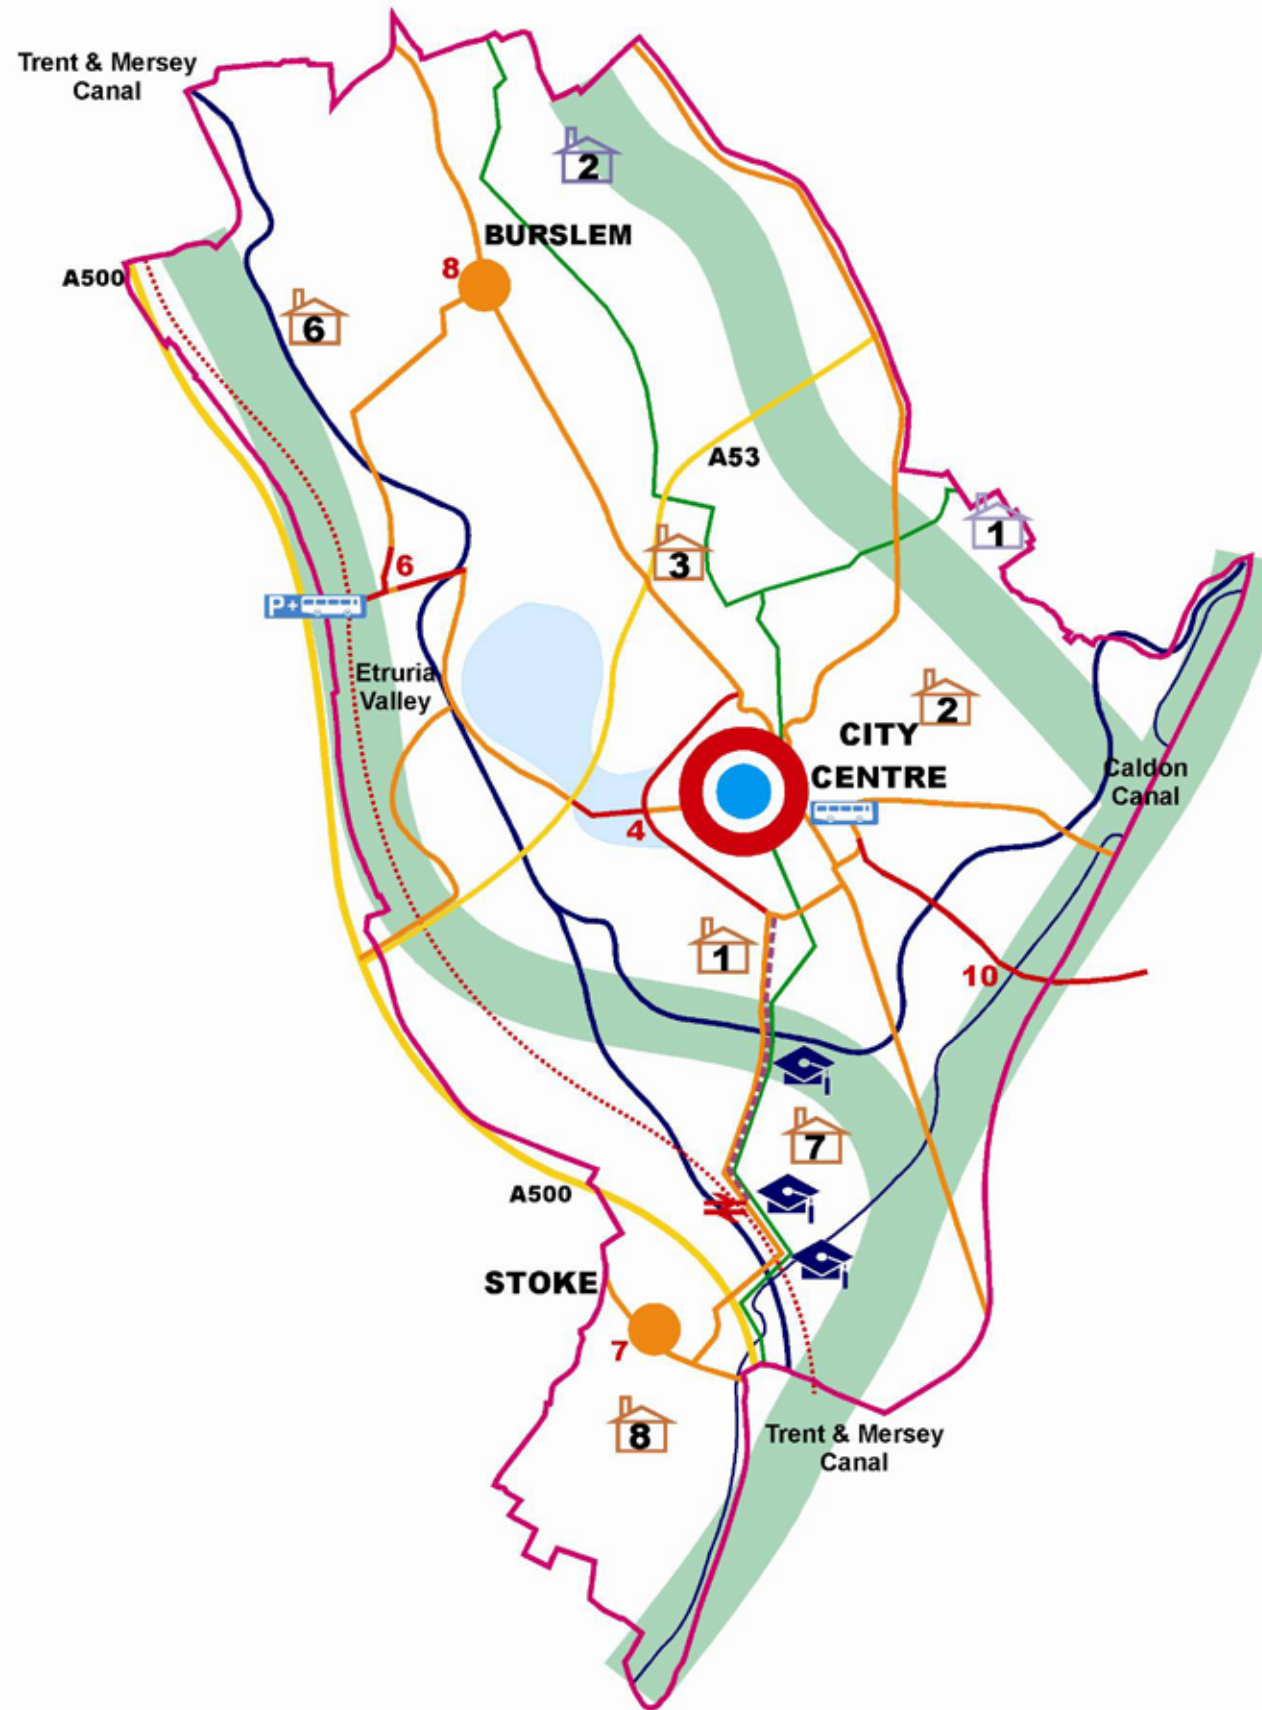 Trent & Mersey
Canal
2
BURSLEM
A500
8
6
A53
1
3
6
P+
Etruria
Valley
2
CITY
CENTRE
Caldon
Canal
4
1
10
7
A500
STOKE
7
8
Trent & Mersey
Canal